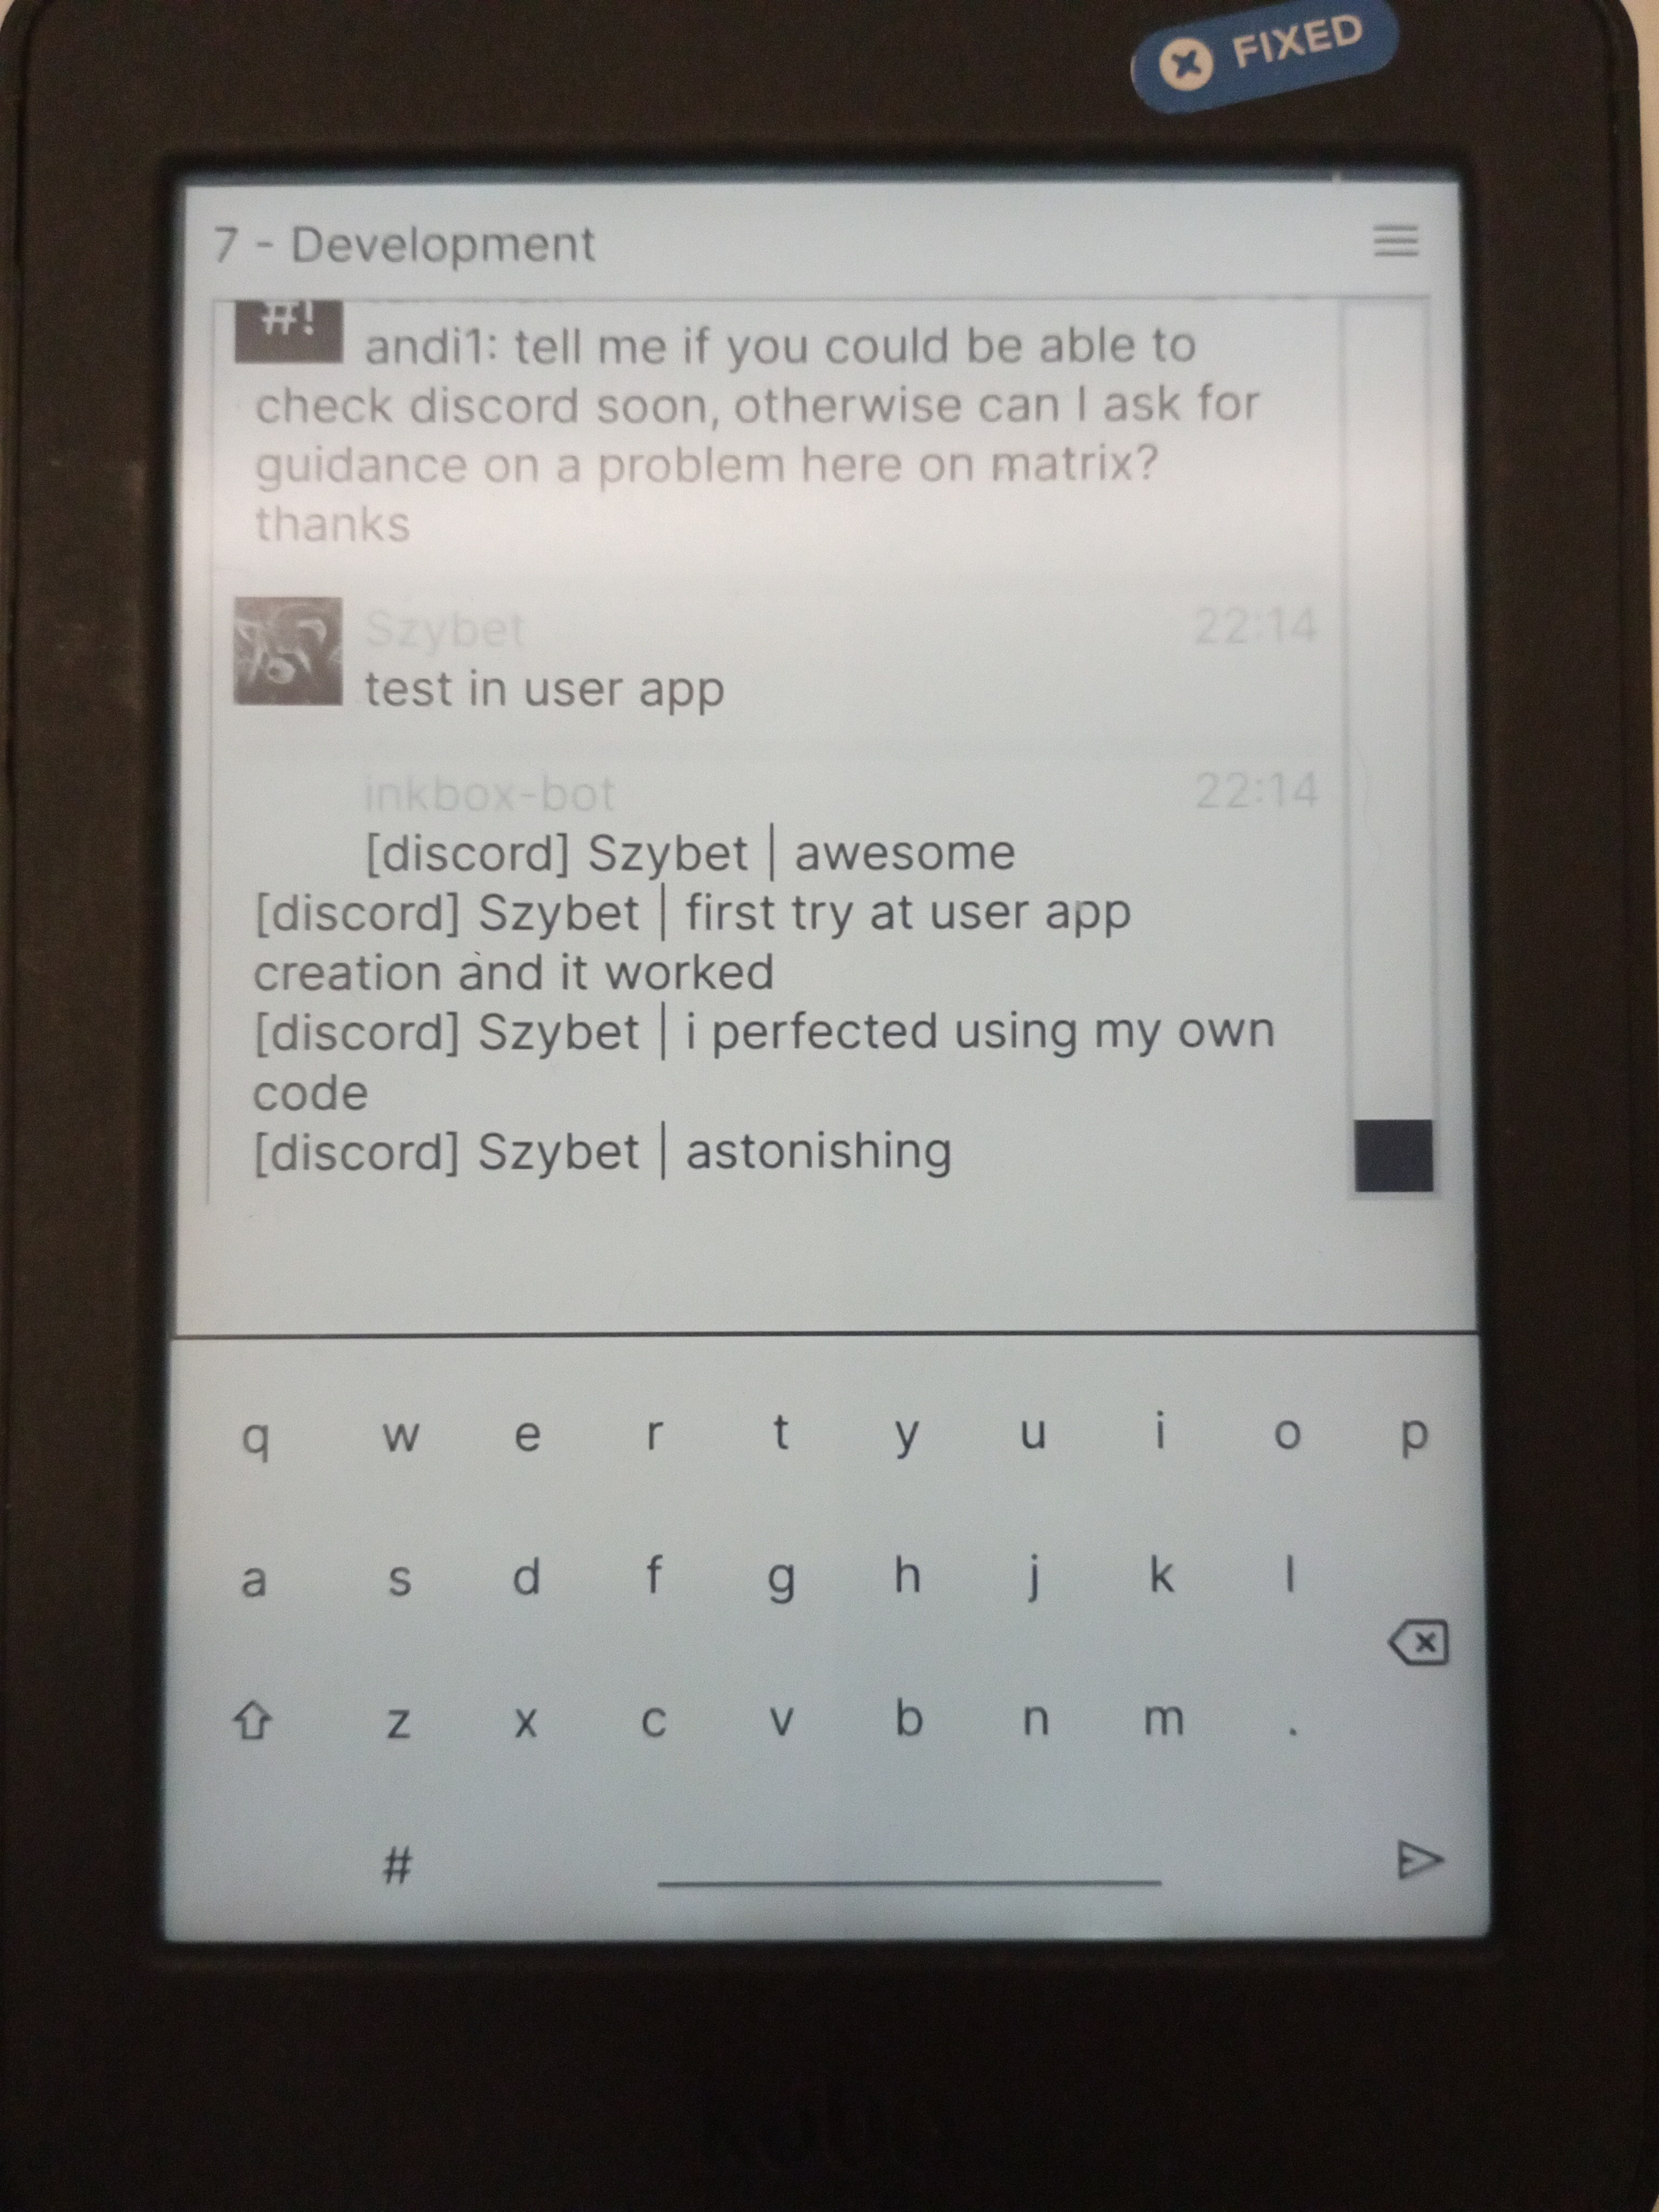 FIXED
7 - Development
#!
andi1: tell me if you could be able to
check discord soon, otherwise can I ask for
guidance on a problem here on matrix?
thanks
Szybet 22:14
test in user app
inkbox-bot 22:14
[discord] Szybet | awesome
[discord] Szybet | first try at user app
creation and it worked
[discord] Szybet | i perfected using my own
code
[discord] Szybet | astonishing
q w e r t y u i o p
a s d f g h j k l
z x c v b n m .
#
kobo